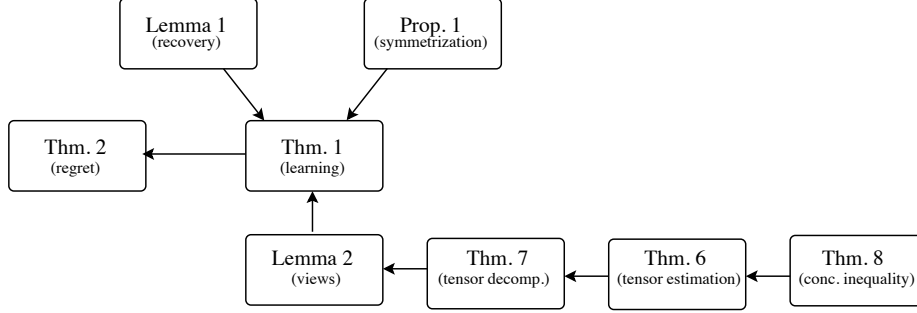 Lemma 1
(recovery)
Prop. 1
(symmetrization)
Thm. 2
(regret)
Thm. 1
(learning)
Lemma 2
(views)
Thm. 7
(tensor decomp.)
Thm. 6
(tensor estimation)
Thm. 8
(conc. inequality)